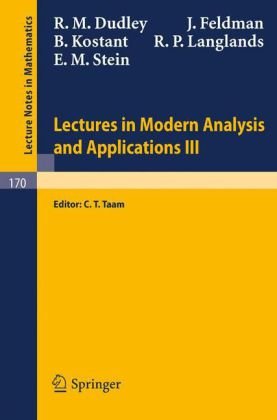 Lecture Notes in Mathematics
170
R. M. Dudley J. Feldman
B. Kostant R. P. Langlands
E. M. Stein
Lectures in Modern Analysis
and Applications III
Editor: C. T. Taam
Springer